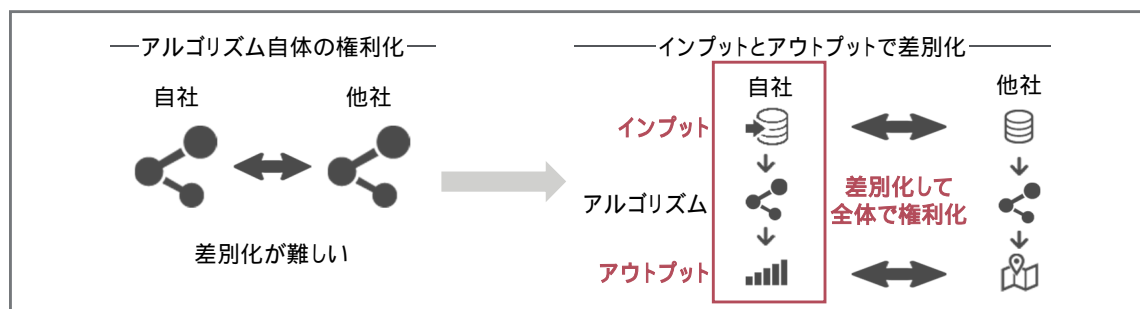 アルゴリズム自体の権利化
自社
他社
差別化が難しい
インプットとアウトプットで差別化
自社
他社
インプット
アルゴリズム
差別化して
全体で権利化
アウトプット